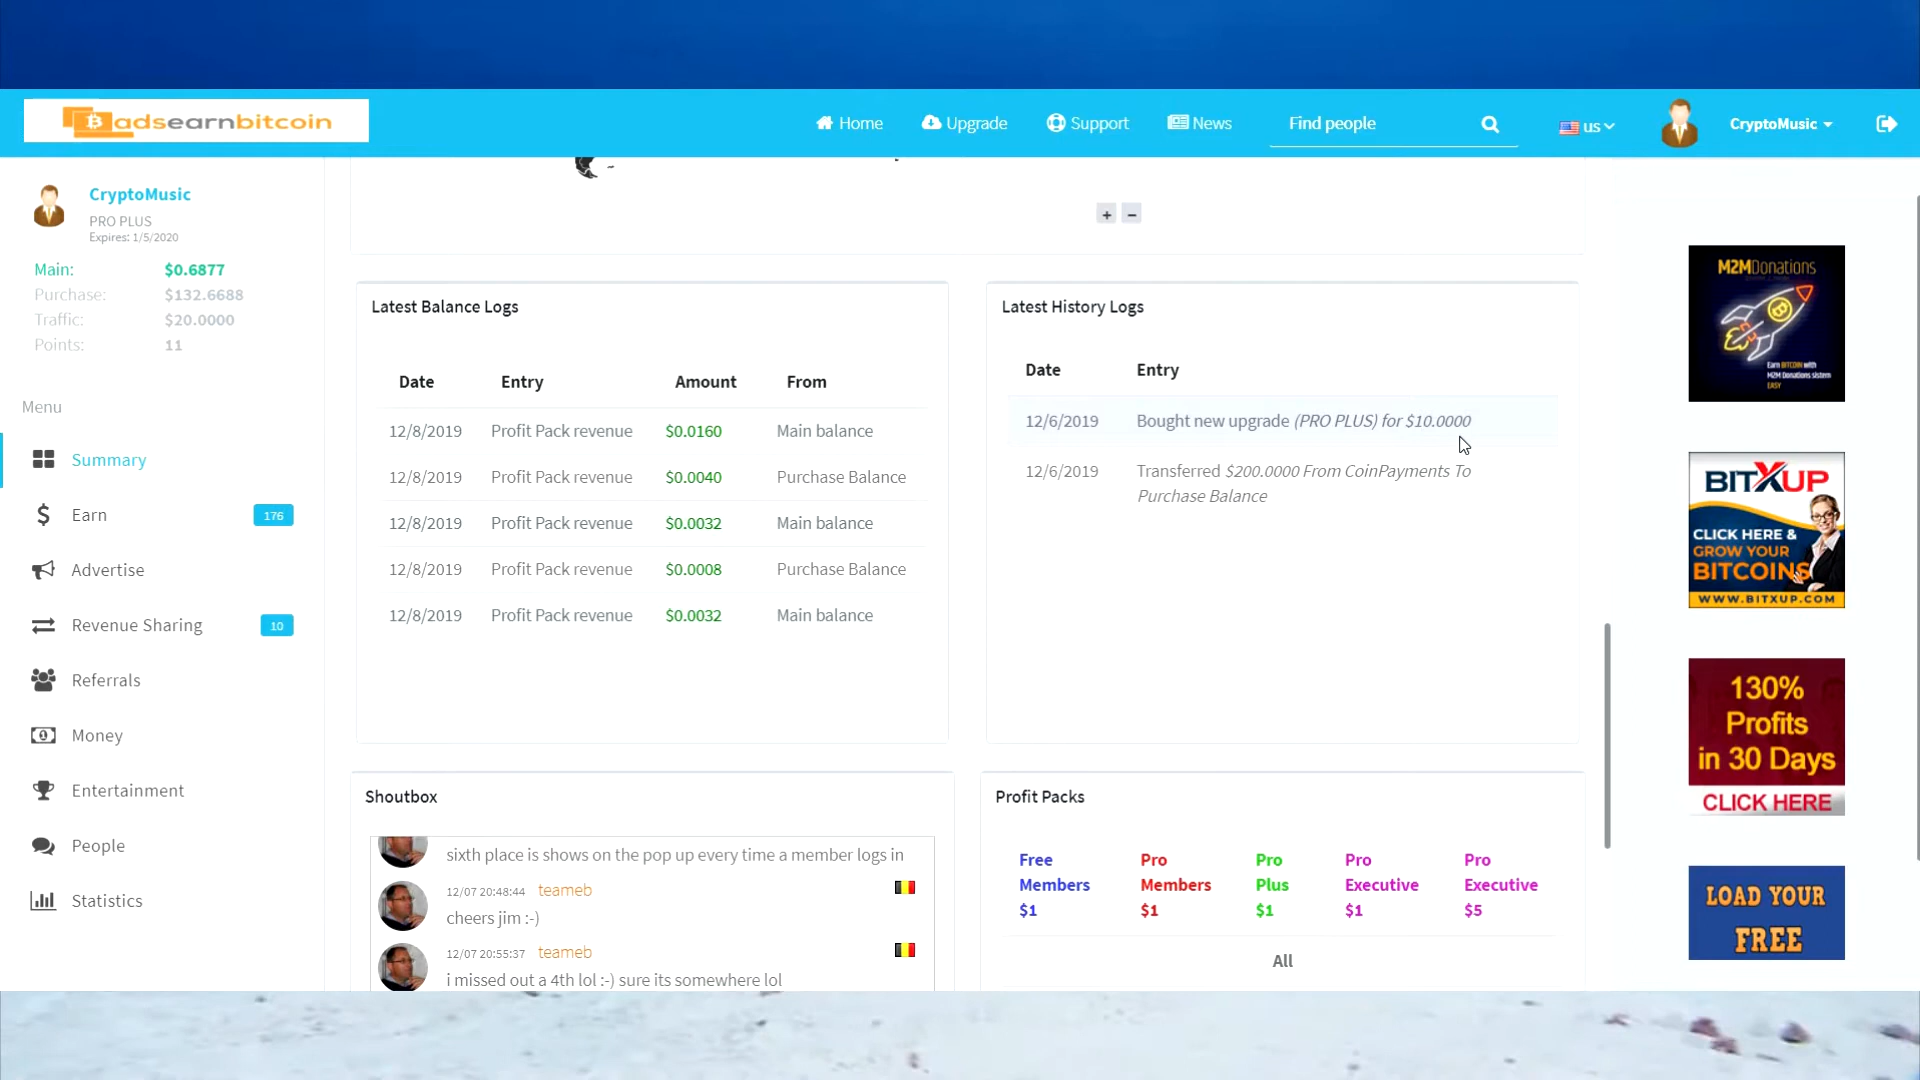 adsearnbitcoin
Home
Upgrade
Support
News
Find people
us
CryptoMusic
CryptoMusic
PRO PLUS
Expires: 1/5/2020
Main: $0.6877
Purchase: $132.6688
Traffic: $20.0000
Points: 11
Menu
Summary
Earn 176
Advertise
Revenue Sharing 10
Referrals
Money
Entertainment
People
Statistics
+ −
Latest Balance Logs
Date Entry Amount From
12/8/2019 Profit Pack revenue $0.0160 Main balance
12/8/2019 Profit Pack revenue $0.0040 Purchase Balance
12/8/2019 Profit Pack revenue $0.0032 Main balance
12/8/2019 Profit Pack revenue $0.0008 Purchase Balance
12/8/2019 Profit Pack revenue $0.0032 Main balance
Latest History Logs
Date Entry
12/6/2019 Bought new upgrade (PRO PLUS) for $10.0000
12/6/2019 Transferred $200.0000 From CoinPayments To
Purchase Balance
Shoutbox
sixth place is shows on the pop up every time a member logs in
12/07 20:48:44 teameb
cheers jim :-)
12/07 20:55:37 teameb
i missed out a 4th lol :-) sure its somewhere lol
Profit Packs
Free Members $1
Pro Members $1
Pro Plus $1
Pro Executive $1
Pro Executive $5
All
M2MDonations
Earn BITCOIN with
M2M Donations sistem
EASY
BITXUP
CLICK HERE &
GROW YOUR
BITCOINS
WWW.BITXUP.COM
130%
Profits
in 30 Days
CLICK HERE
LOAD YOUR
FREE